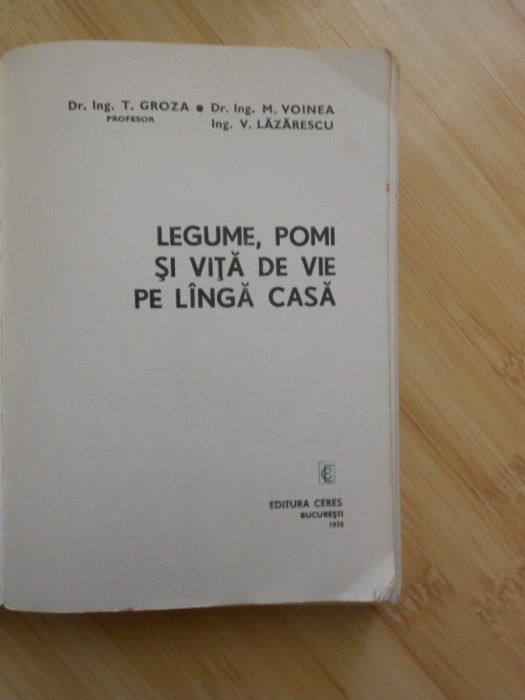 Dr. Ing. T. GROZA • Dr. Ing. M. VOINEA
PROFESOR
Ing. V. LĂZĂRESCU
LEGUME, POMI
ŞI VIŢĂ DE VIE
PE LÎNGĂ CASĂ
EDITURA CERES
BUCUREŞTI